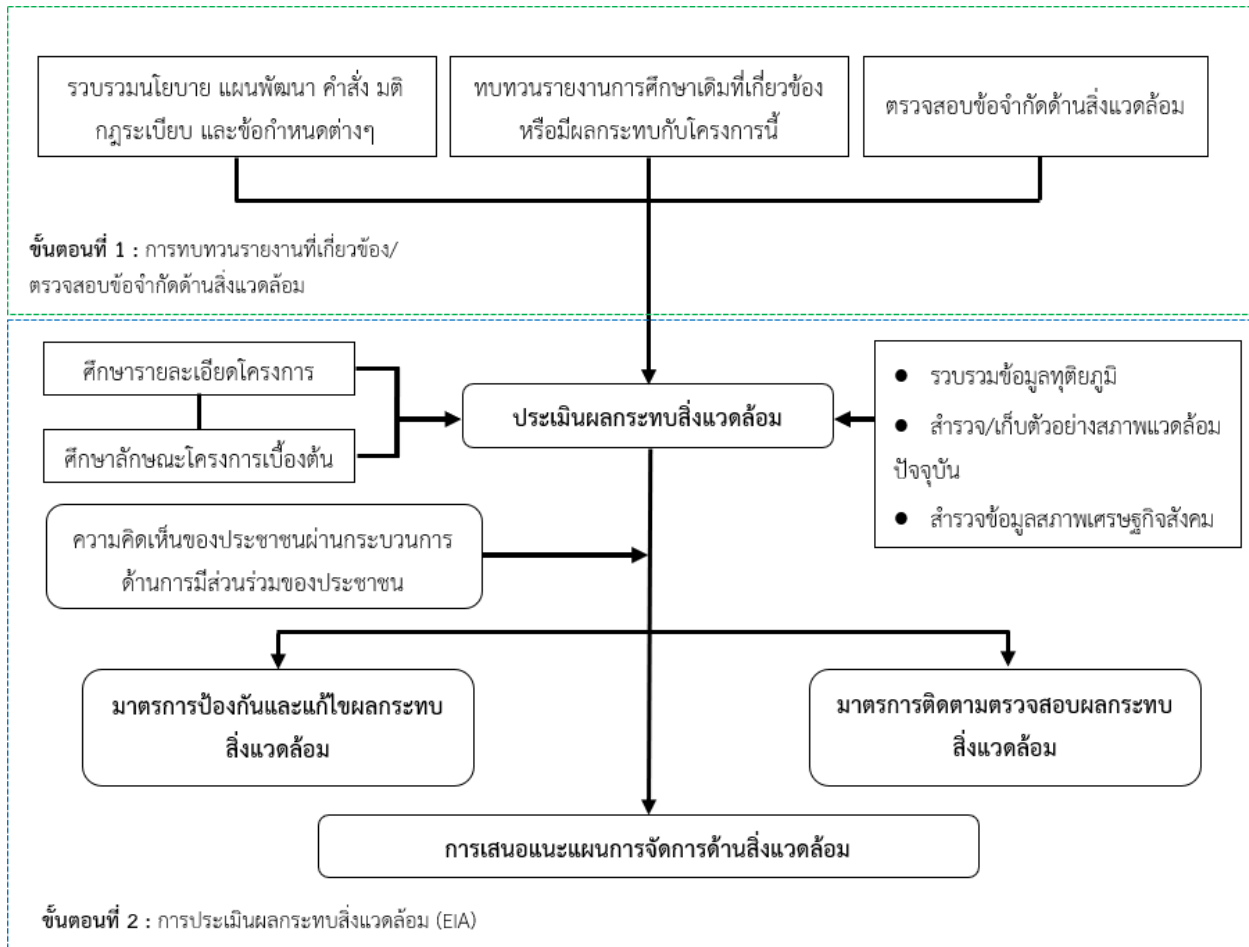 รวบรวมนโยบาย แผนพัฒนา คำสั่ง มติ
กฎระเบียบ และข้อกำหนดต่างๆ
ทบทวนรายงานการศึกษาเดิมที่เกี่ยวข้อง
หรือมีผลกระทบกับโครงการนี้
ตรวจสอบข้อจำกัดด้านสิ่งแวดล้อม
ขั้นตอนที่ 1 : การทบทวนรายงานที่เกี่ยวข้อง/
ตรวจสอบข้อจำกัดด้านสิ่งแวดล้อม
ศึกษารายละเอียดโครงการ
ศึกษาลักษณะโครงการเบื้องต้น
ประเมินผลกระทบสิ่งแวดล้อม
● รวบรวมข้อมูลทุติยภูมิ
● สำรวจ/เก็บตัวอย่างสภาพแวดล้อม
ปัจจุบัน
● สำรวจข้อมูลสภาพเศรษฐกิจสังคม
ความคิดเห็นของประชาชนผ่านกระบวนการ
ด้านการมีส่วนร่วมของประชาชน
มาตรการป้องกันและแก้ไขผลกระทบ
สิ่งแวดล้อม
มาตรการติดตามตรวจสอบผลกระทบ
สิ่งแวดล้อม
การเสนอแนะแผนการจัดการด้านสิ่งแวดล้อม
ขั้นตอนที่ 2 : การประเมินผลกระทบสิ่งแวดล้อม (EIA)